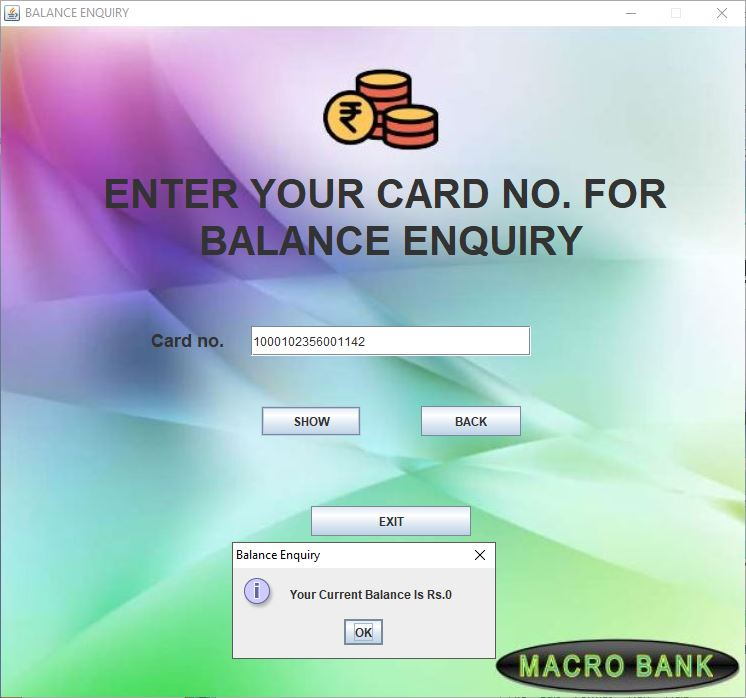 BALANCE ENQUIRY
₹
ENTER YOUR CARD NO. FOR
BALANCE ENQUIRY
Card no. 1000102356001142
SHOW BACK
EXIT
Balance Enquiry
i Your Current Balance Is Rs.0
OK
MACRO BANK